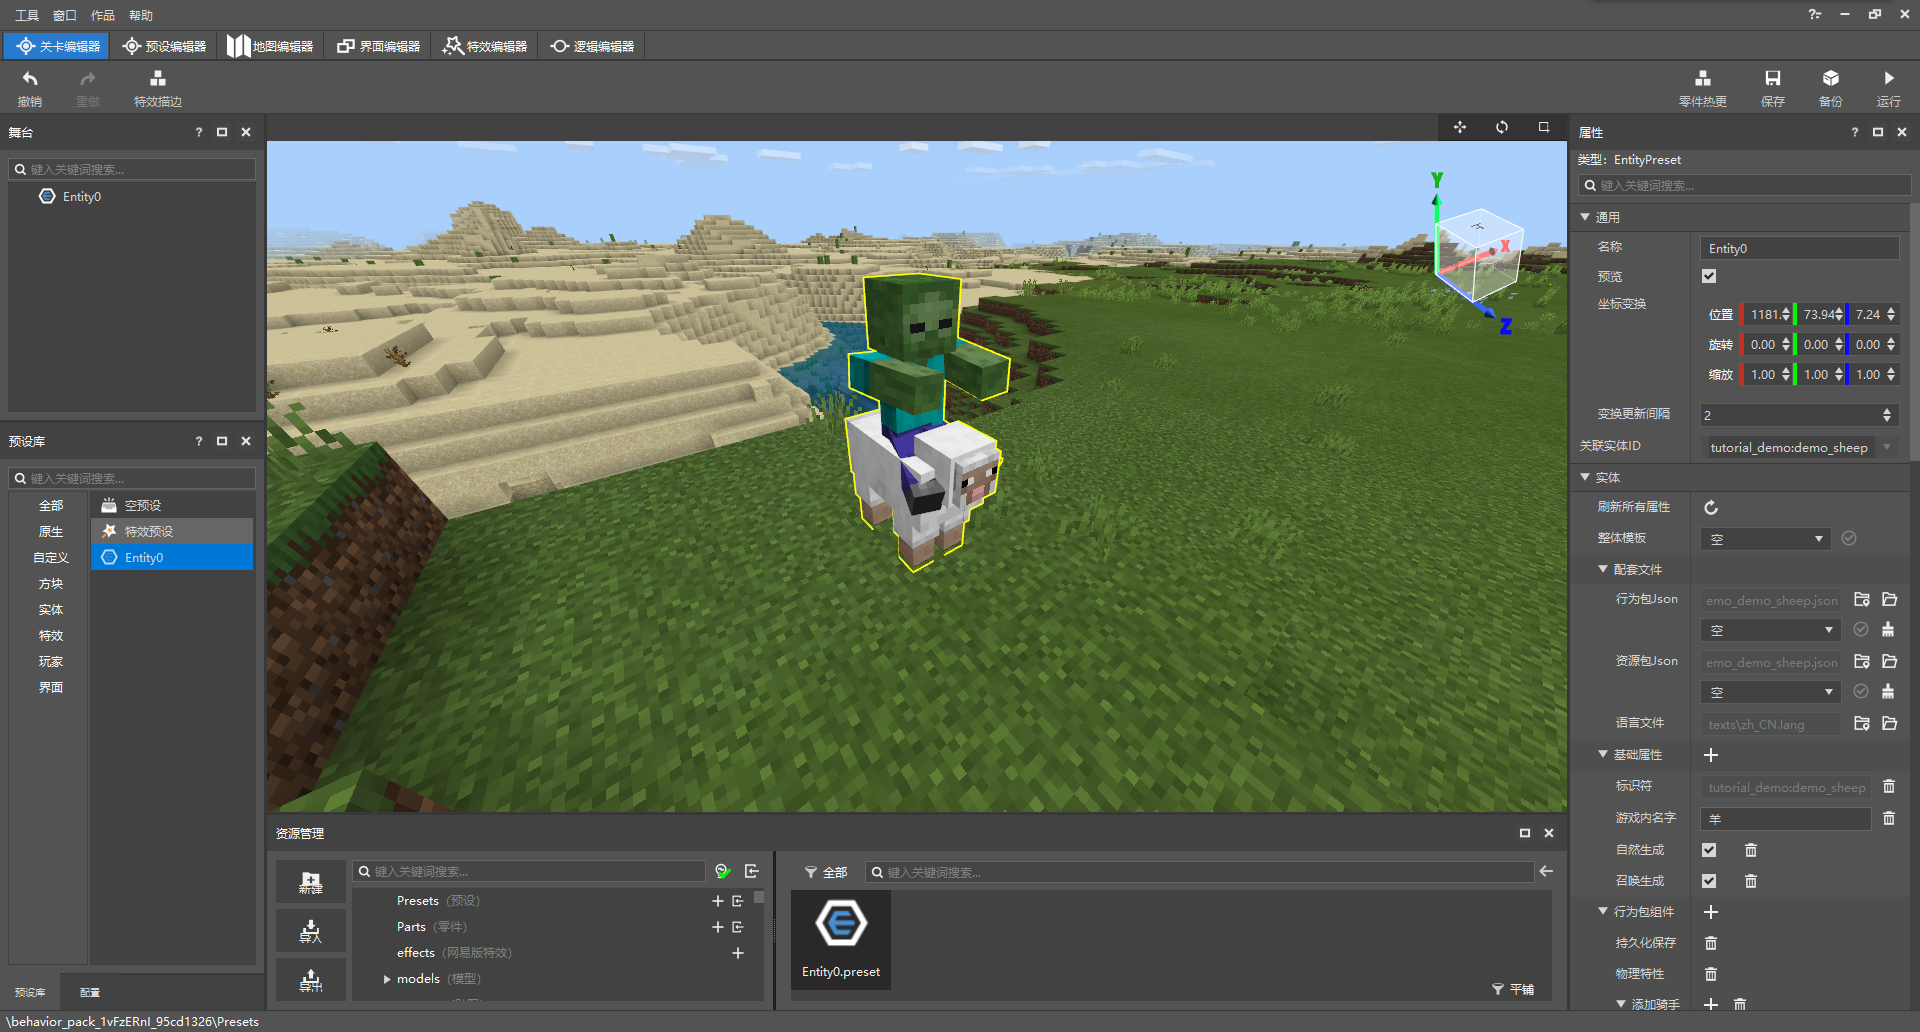 工具 窗口 作品 帮助
关卡编辑器 预设编辑器 地图编辑器 界面编辑器 特效编辑器 逻辑编辑器
撤销 重做 特效描边 零件热更 保存 备份 运行
舞台
键入关键词搜索...
Entity0
预设库
键入关键词搜索...
全部
原生
自定义
方块
实体
特效
玩家
界面
空预设
特效预设
Entity0
预设库 配置
Y
X
Z
资源管理
新建
导入
导出
键入关键词搜索...
Presets (预设)
Parts (零件)
effects (网易版特效)
models (模型)
全部 键入关键词搜索...
Entity0.preset
平铺
属性
类型: EntityPreset
键入关键词搜索...
通用
名称 Entity0
预览
坐标变换
位置 1181. 73.94 7.24
旋转 0.00 0.00 0.00
缩放 1.00 1.00 1.00
变换更新间隔 2
关联实体ID tutorial_demo:demo_sheep
实体
刷新所有属性
整体模板 空
配套文件
行为包Json emo_demo_sheep.json
空
资源包Json emo_demo_sheep.json
空
语言文件 texts\zh_CN.lang
基础属性
标识符 tutorial_demo:demo_sheep
游戏内名字 羊
自然生成
召唤生成
行为包组件
持久化保存
物理特性
添加骑手
\behavior_pack_1vFzERnI_95cd1326\Presets